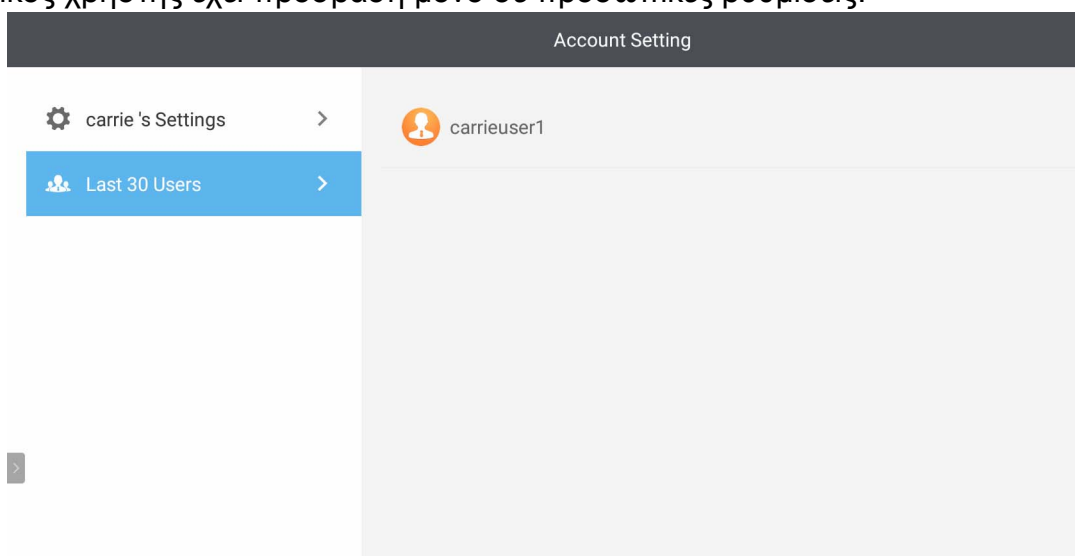 χρήστης έχει πρόσβαση μόνο σε προσωπικές ρυθμίσεις.
Account Setting
carrie 's Settings
carrieuser1
Last 30 Users